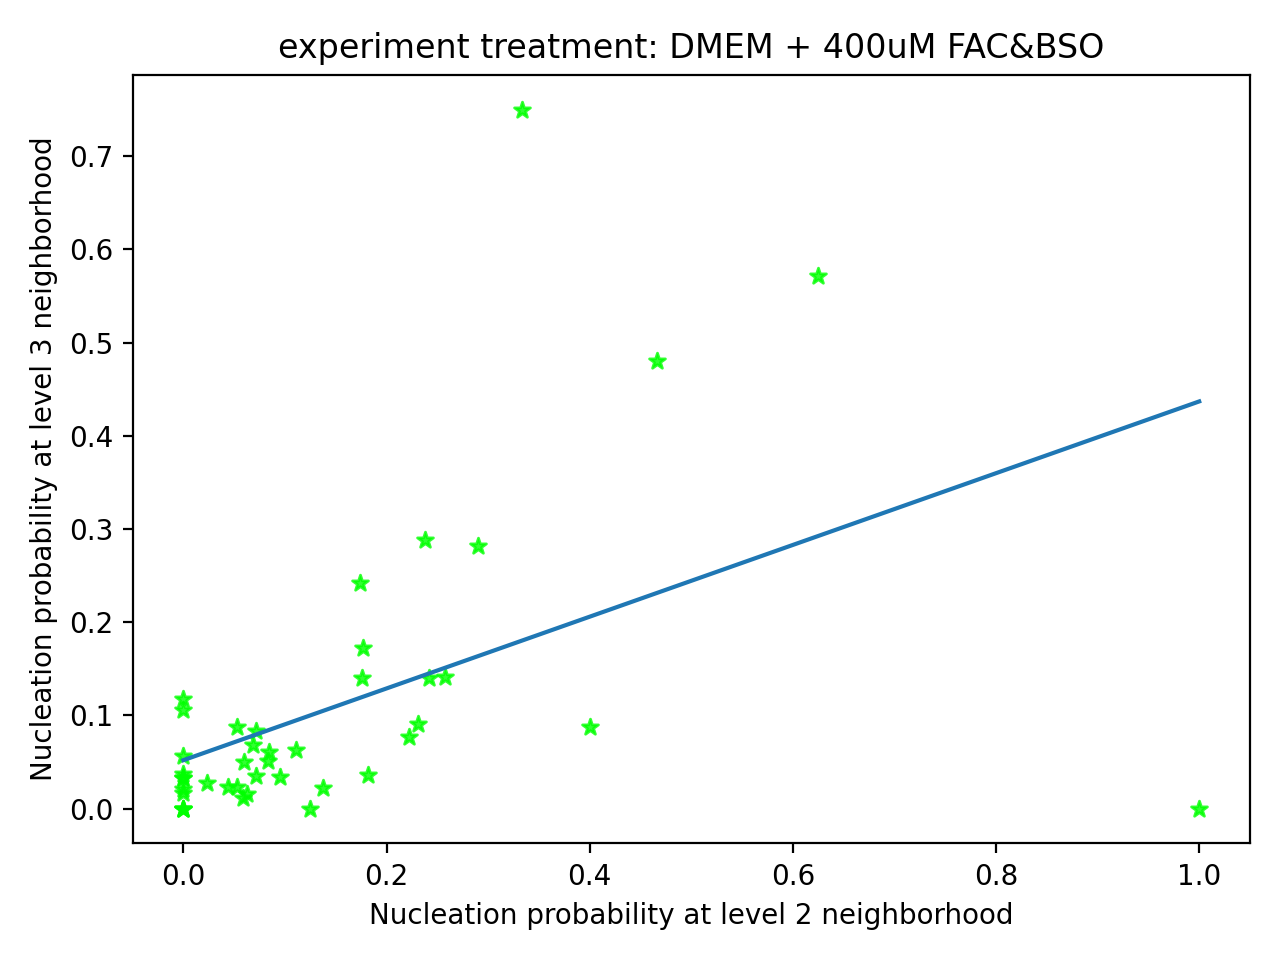 experiment treatment: DMEM + 400uM FAC&BSO
Nucleation probability at level 3 neighborhood
0.7
0.6
0.5
0.4
0.3
0.2
0.1
0.0
0.0 0.2 0.4 0.6 0.8 1.0
Nucleation probability at level 2 neighborhood